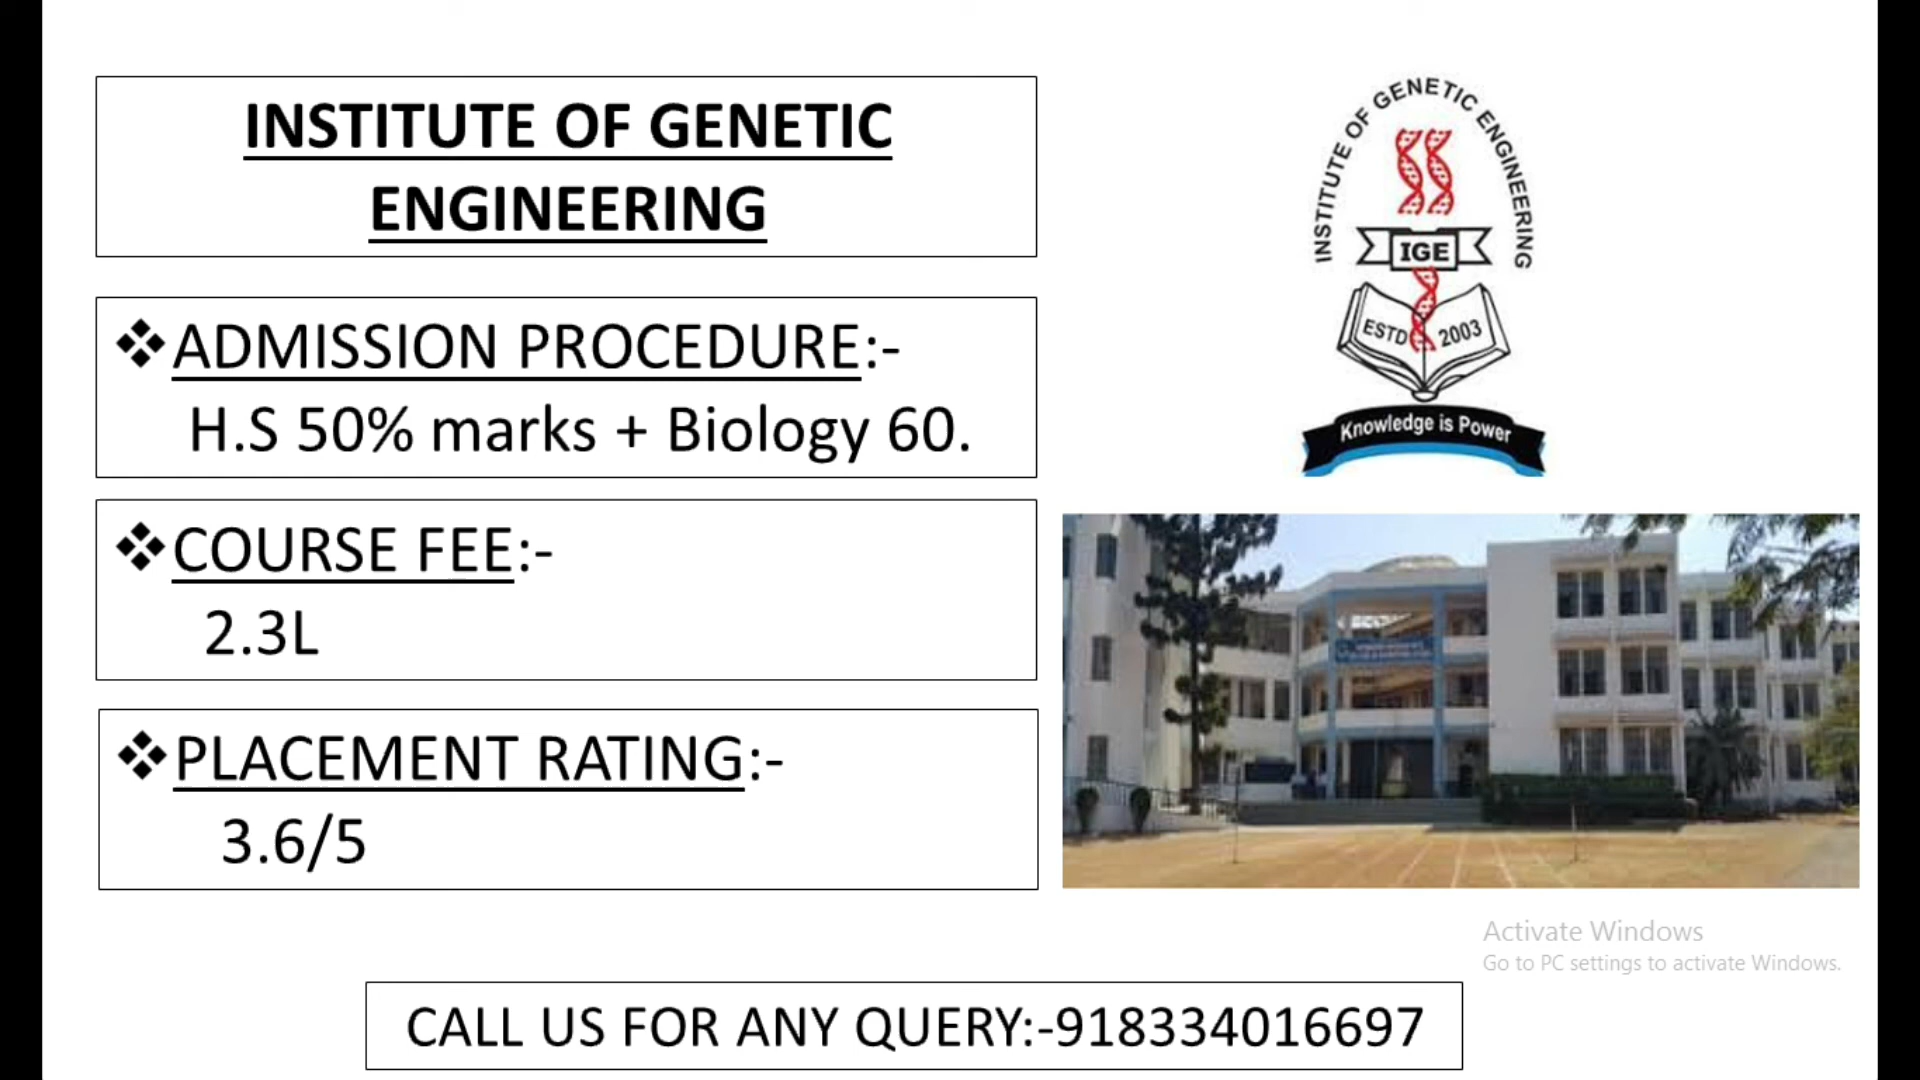 INSTITUTE OF GENETIC
ENGINEERING
❖ADMISSION PROCEDURE:-
H.S 50% marks + Biology 60.
❖COURSE FEE:-
2.3L
❖PLACEMENT RATING:-
3.6/5
INSTITUTE OF GENETIC ENGINEERING
IGE
ESTD 2003
Knowledge is Power
Activate Windows
Go to PC settings to activate Windows.
CALL US FOR ANY QUERY:-918334016697